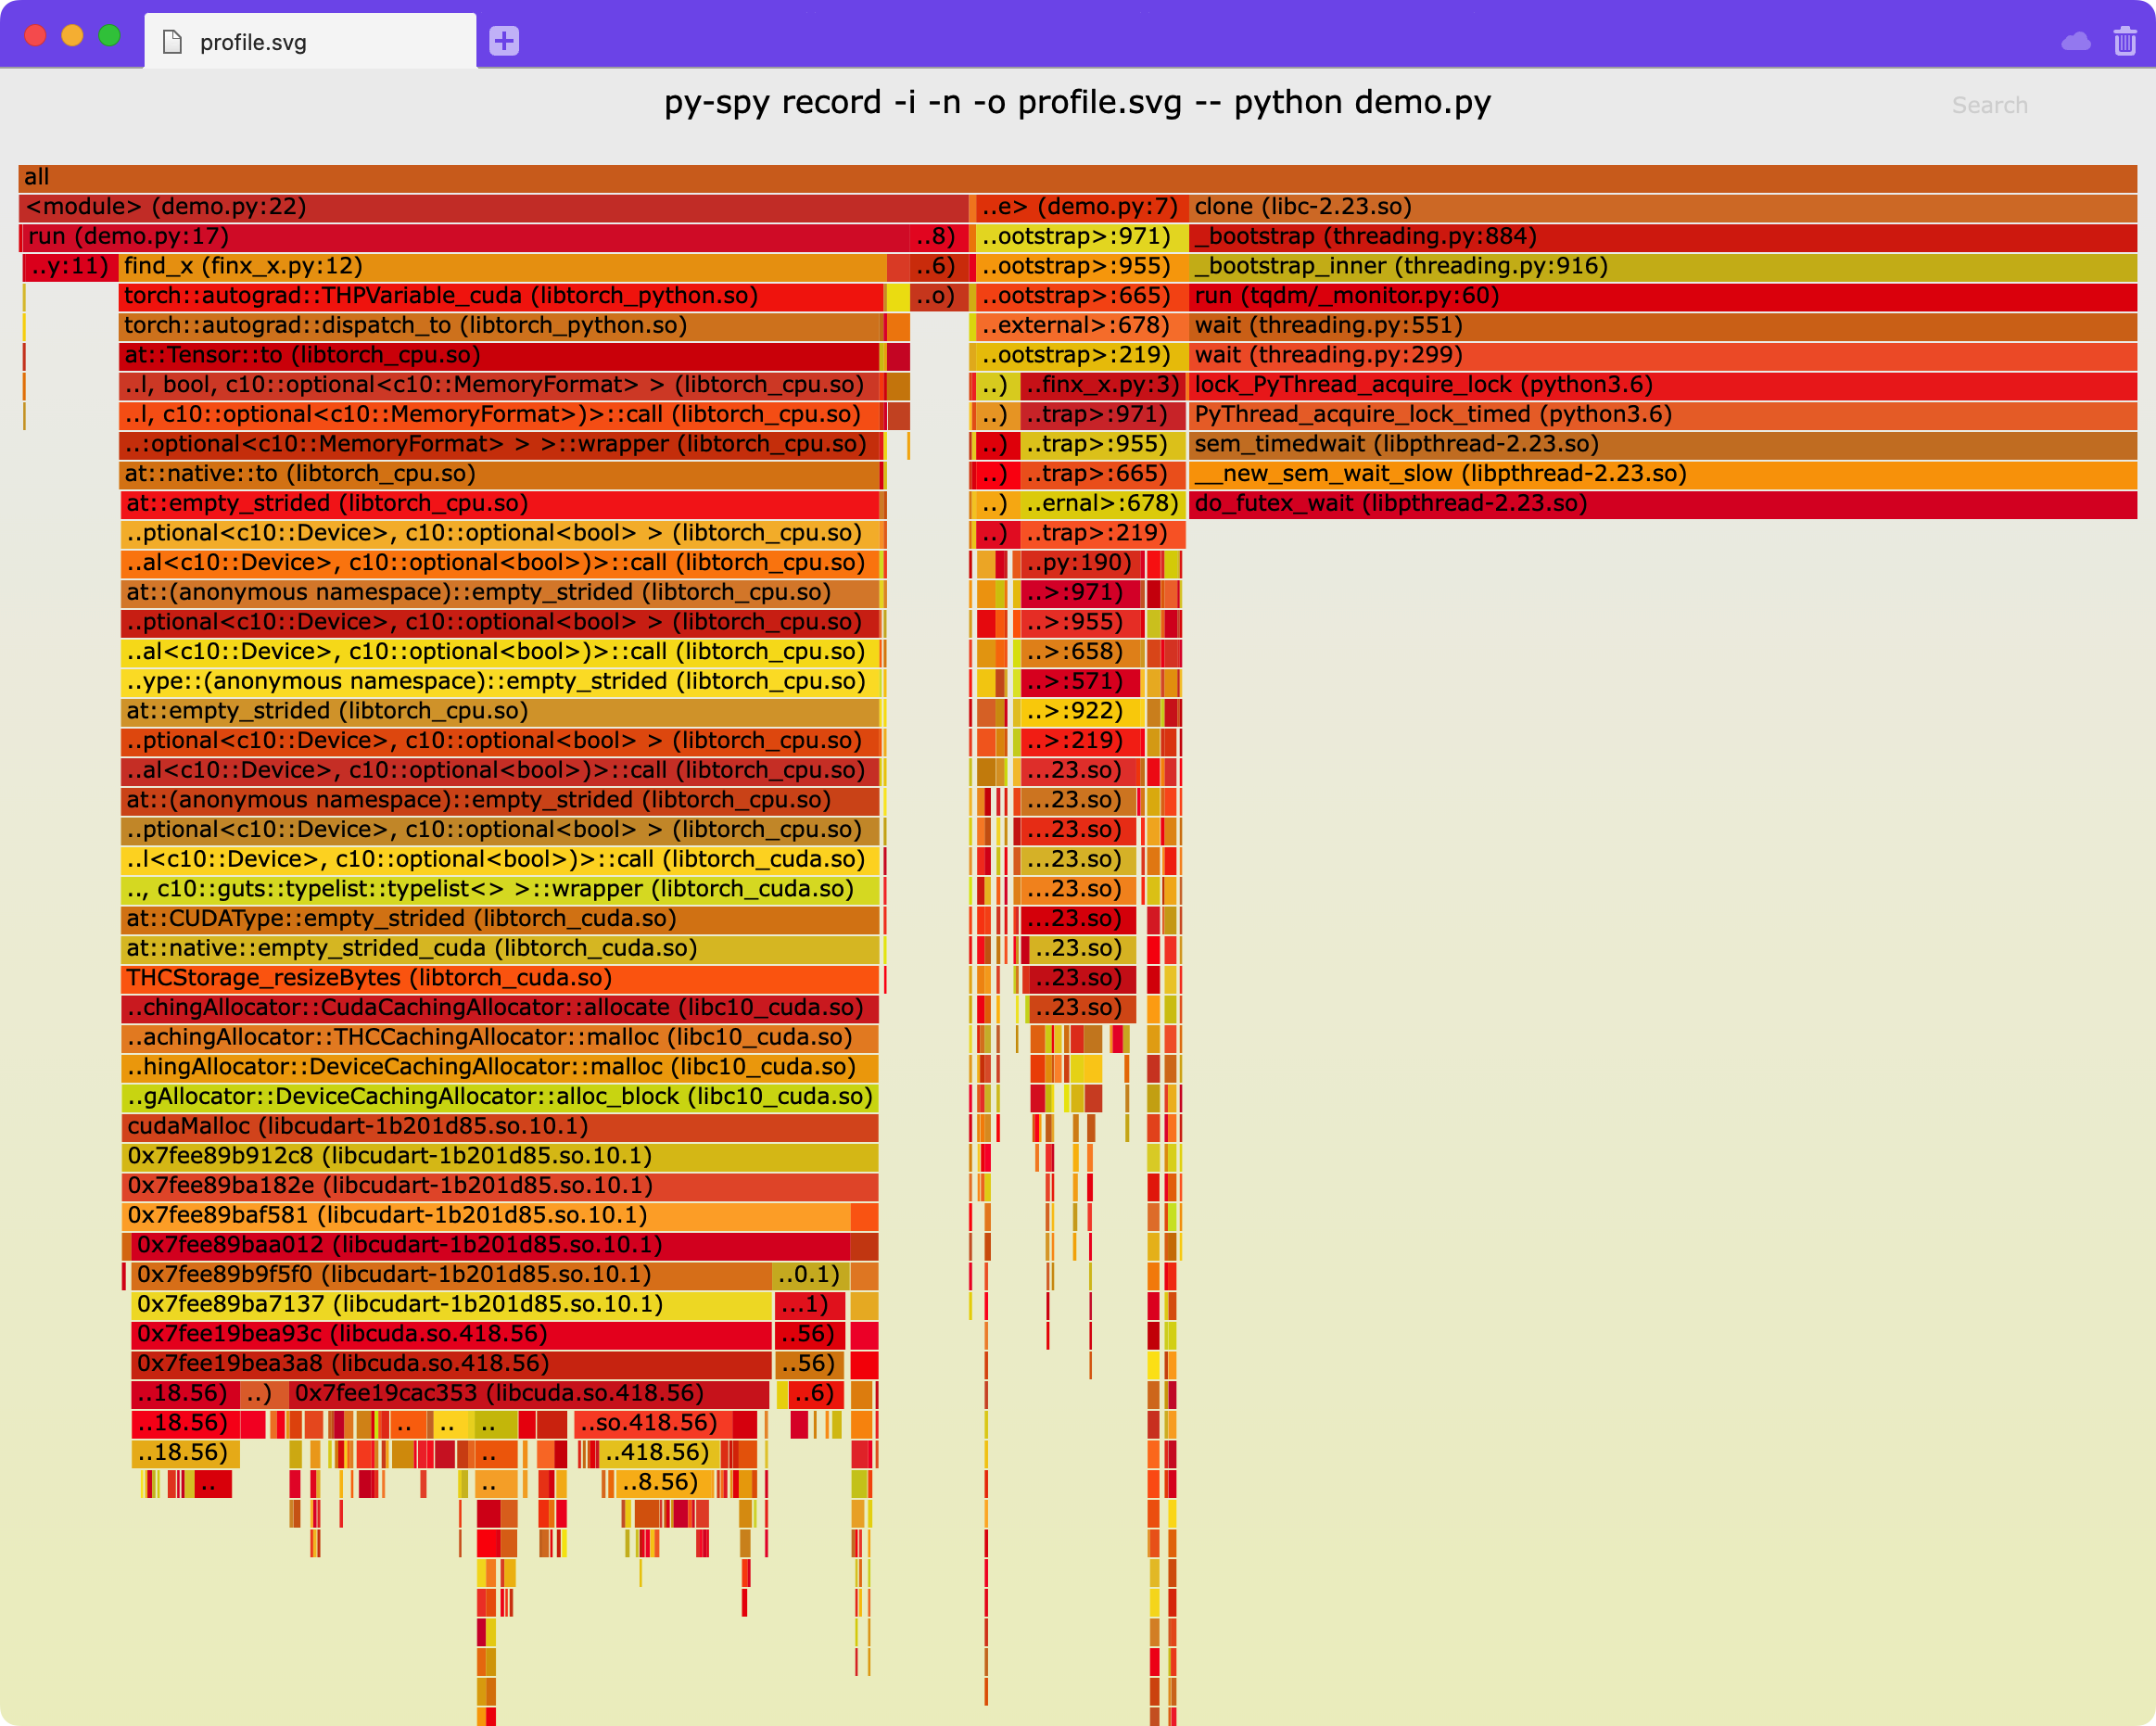 profile.svg
py-spy record -i -n -o profile.svg -- python demo.py
Search
all
<module> (demo.py:22) ..e> (demo.py:7) clone (libc-2.23.so)
run (demo.py:17) ..8) ..ootstrap>:971) _bootstrap (threading.py:884)
..y:11) find_x (finx_x.py:12) ..6) ..ootstrap>:955) _bootstrap_inner (threading.py:916)
torch::autograd::THPVariable_cuda (libtorch_python.so) ..o) ..ootstrap>:665) run (tqdm/_monitor.py:60)
torch::autograd::dispatch_to (libtorch_python.so) ..external>:678) wait (threading.py:551)
at::Tensor::to (libtorch_cpu.so) ..ootstrap>:219) wait (threading.py:299)
..l, bool, c10::optional<c10::MemoryFormat> > (libtorch_cpu.so) ..) ..finx_x.py:3) lock_PyThread_acquire_lock (python3.6)
..l, c10::optional<c10::MemoryFormat>)>::call (libtorch_cpu.so) ..) ..trap>:971) PyThread_acquire_lock_timed (python3.6)
..:optional<c10::MemoryFormat> > >::wrapper (libtorch_cpu.so) ..) ..trap>:955) sem_timedwait (libpthread-2.23.so)
at::native::to (libtorch_cpu.so) ..) ..trap>:665) __new_sem_wait_slow (libpthread-2.23.so)
at::empty_strided (libtorch_cpu.so) ..) ..ernal>:678) do_futex_wait (libpthread-2.23.so)
..ptional<c10::Device>, c10::optional<bool> > (libtorch_cpu.so) ..) ..trap>:219)
..al<c10::Device>, c10::optional<bool>)>::call (libtorch_cpu.so) ..py:190)
at::(anonymous namespace)::empty_strided (libtorch_cpu.so) ..>:971)
..ptional<c10::Device>, c10::optional<bool> > (libtorch_cpu.so) ..>:955)
..al<c10::Device>, c10::optional<bool>)>::call (libtorch_cpu.so) ..>:658)
..ype::(anonymous namespace)::empty_strided (libtorch_cpu.so) ..>:571)
at::empty_strided (libtorch_cpu.so) ..>:922)
..ptional<c10::Device>, c10::optional<bool> > (libtorch_cpu.so) ..>:219)
..al<c10::Device>, c10::optional<bool>)>::call (libtorch_cpu.so) ...23.so)
at::(anonymous namespace)::empty_strided (libtorch_cpu.so) ...23.so)
..ptional<c10::Device>, c10::optional<bool> > (libtorch_cpu.so) ...23.so)
..l<c10::Device>, c10::optional<bool>)>::call (libtorch_cuda.so) ...23.so)
.., c10::guts::typelist::typelist<> >::wrapper (libtorch_cuda.so) ...23.so)
at::CUDAType::empty_strided (libtorch_cuda.so) ...23.so)
at::native::empty_strided_cuda (libtorch_cuda.so) ..23.so)
THCStorage_resizeBytes (libtorch_cuda.so) ..23.so)
..chingAllocator::CudaCachingAllocator::allocate (libc10_cuda.so) ..23.so)
..achingAllocator::THCCachingAllocator::malloc (libc10_cuda.so)
..hingAllocator::DeviceCachingAllocator::malloc (libc10_cuda.so)
..gAllocator::DeviceCachingAllocator::alloc_block (libc10_cuda.so)
cudaMalloc (libcudart-1b201d85.so.10.1)
0x7fee89b912c8 (libcudart-1b201d85.so.10.1)
0x7fee89ba182e (libcudart-1b201d85.so.10.1)
0x7fee89baf581 (libcudart-1b201d85.so.10.1)
0x7fee89baa012 (libcudart-1b201d85.so.10.1)
0x7fee89b9f5f0 (libcudart-1b201d85.so.10.1) ..0.1)
0x7fee89ba7137 (libcudart-1b201d85.so.10.1) ...1)
0x7fee19bea93c (libcuda.so.418.56) ..56)
0x7fee19bea3a8 (libcuda.so.418.56) ..56)
..18.56) ..) 0x7fee19cac353 (libcuda.so.418.56) ..6)
..18.56) .. .. .. ..so.418.56)
..18.56) .. ..418.56)
.. .. ..8.56)